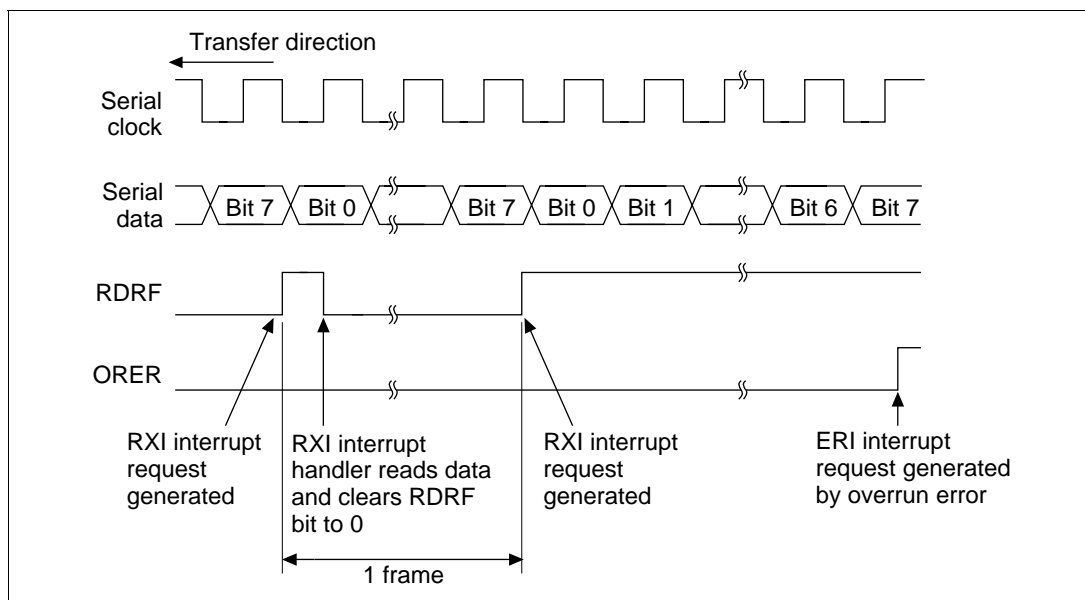 Transfer direction
Serial
clock
Serial
data
Bit 7 Bit 0 Bit 7 Bit 0 Bit 1 Bit 6 Bit 7
RDRF
ORER
RXI interrupt
request
generated
RXI interrupt
handler reads data
and clears RDRF
bit to 0
RXI interrupt
request
generated
ERI interrupt
request generated
by overrun error
1 frame